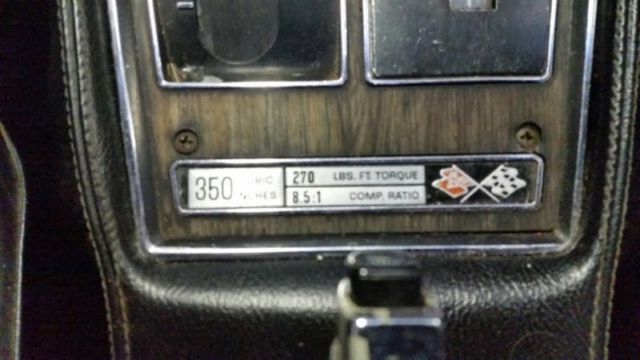 350
270 LBS. FT. TORQUE
8.5:1 COMP. RATIO